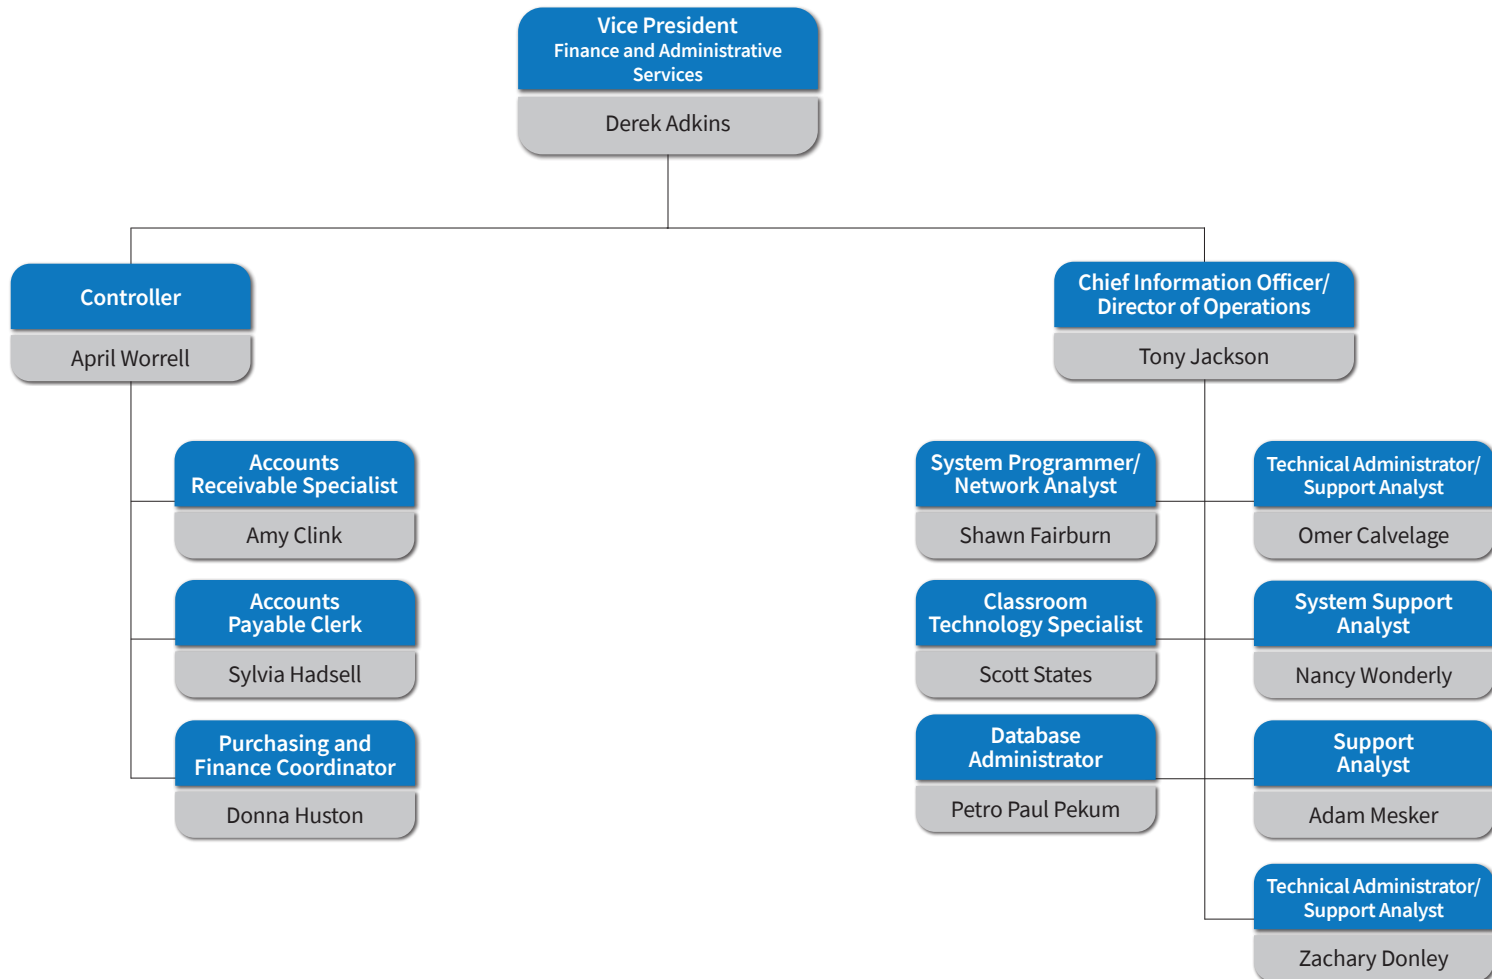 Vice President
Finance and Administrative
Services
Derek Adkins
Controller
April Worrell
Chief Information Officer/
Director of Operations
Tony Jackson
Accounts
Receivable Specialist
Amy Clink
Accounts
Payable Clerk
Sylvia Hadsell
Purchasing and
Finance Coordinator
Donna Huston
System Programmer/
Network Analyst
Shawn Fairburn
Technical Administrator/
Support Analyst
Omer Calvelage
Classroom
Technology Specialist
Scott States
System Support
Analyst
Nancy Wonderly
Database
Administrator
Petro Paul Pekum
Support
Analyst
Adam Mesker
Technical Administrator/
Support Analyst
Zachary Donley